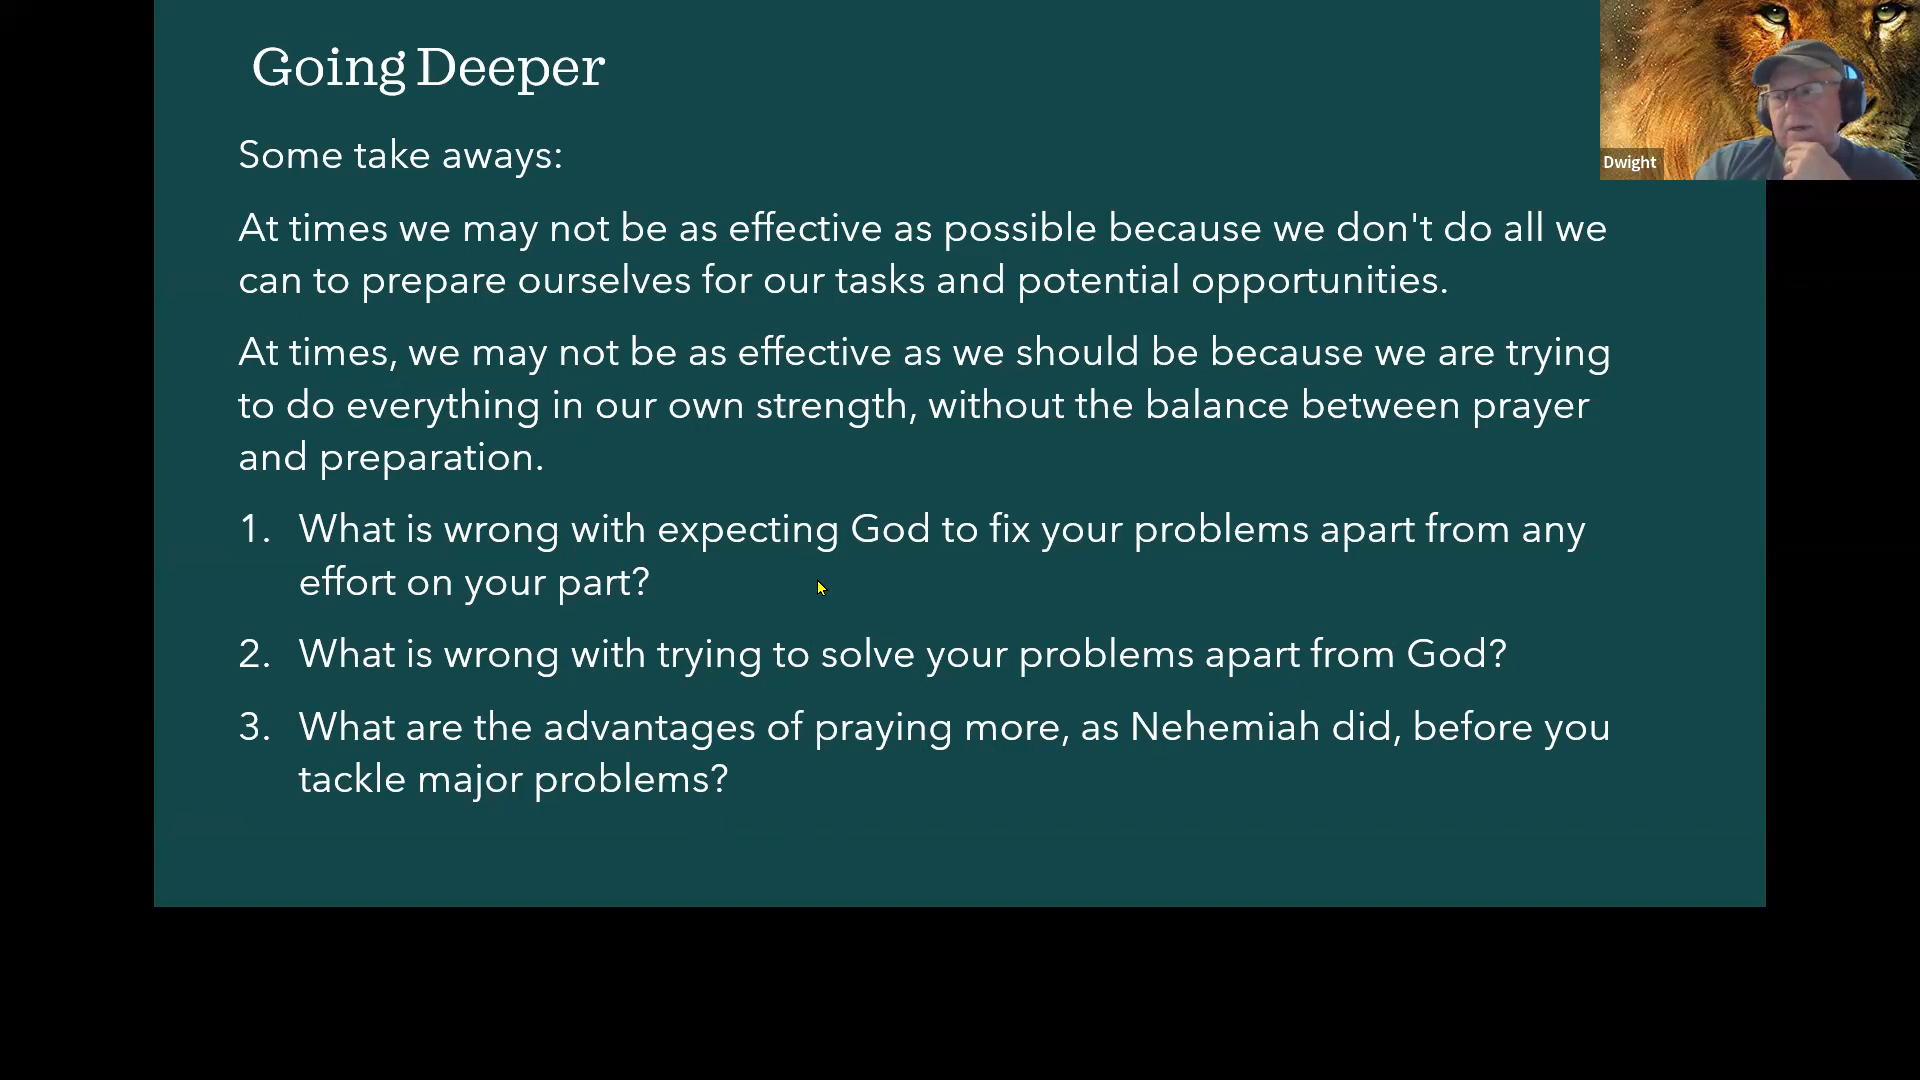 Going Deeper
Some take aways:
At times we may not be as effective as possible because we don't do all we
can to prepare ourselves for our tasks and potential opportunities.
At times, we may not be as effective as we should be because we are trying
to do everything in our own strength, without the balance between prayer
and preparation.
1. What is wrong with expecting God to fix your problems apart from any
effort on your part?
2. What is wrong with trying to solve your problems apart from God?
3. What are the advantages of praying more, as Nehemiah did, before you
tackle major problems?
Dwight